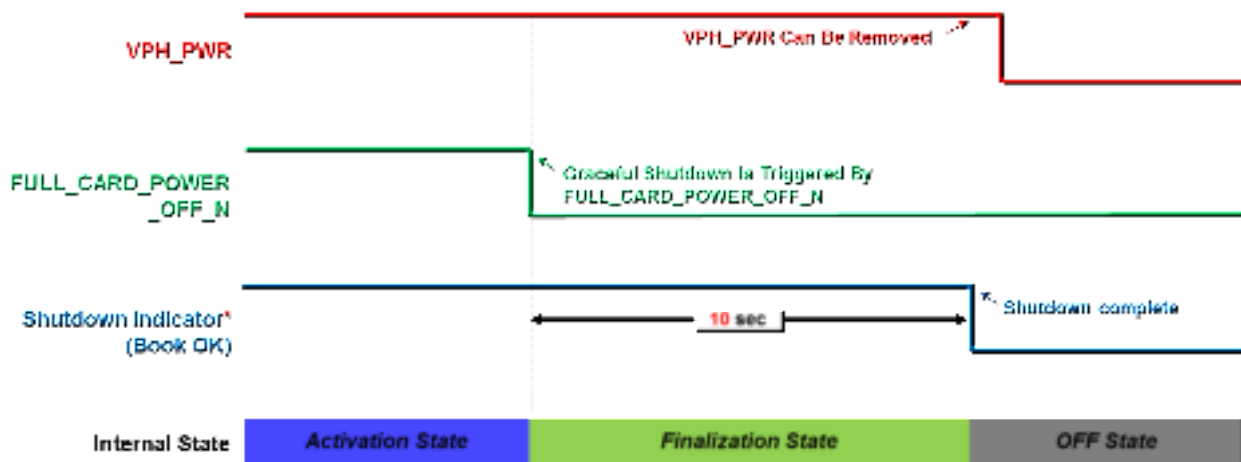 VPH_PWR
VPH_PWR Can Be Removed
FULL_CARD_POWER
_OFF_N
Graceful Shutdown Is Triggered By
FULL_CARD_POWER_OFF_N
Shutdown Indicator*
(Book OK)
10 sec
Shutdown complete
Internal State
Activation State
Finalization State
OFF State